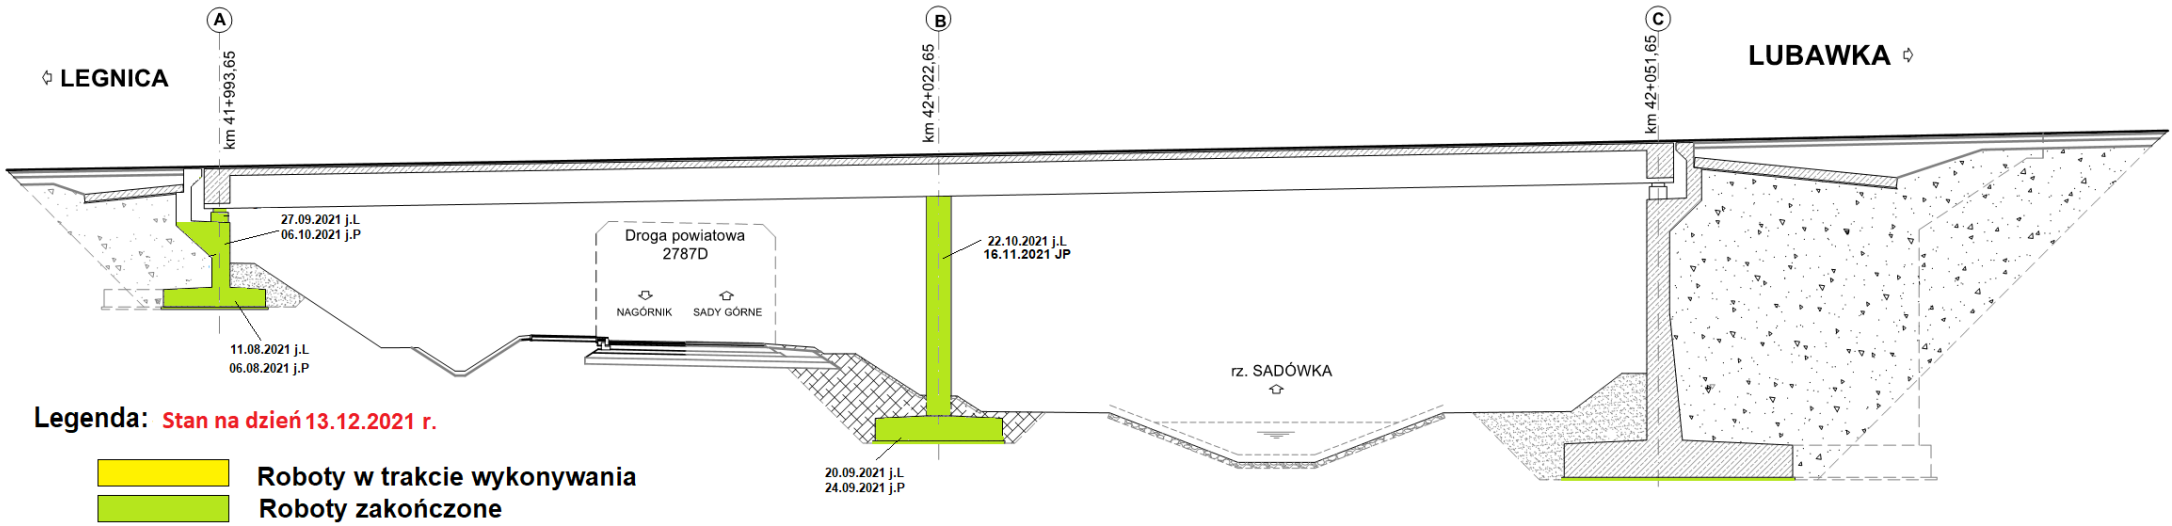 A
B
C
km 41+993,65
km 42+022,65
km 42+051,65
LEGNICA
LUBAWKA
27.09.2021 j.L
06.10.2021 j.P
Droga powiatowa
2787D
NAGÓRNIK
SADY GÓRNE
22.10.2021 j.L
16.11.2021 JP
11.08.2021 j.L
06.08.2021 j.P
rz. SADÓWKA
20.09.2021 j.L
24.09.2021 j.P
Legenda: Stan na dzień 13.12.2021 r.
Roboty w trakcie wykonywania
Roboty zakończone